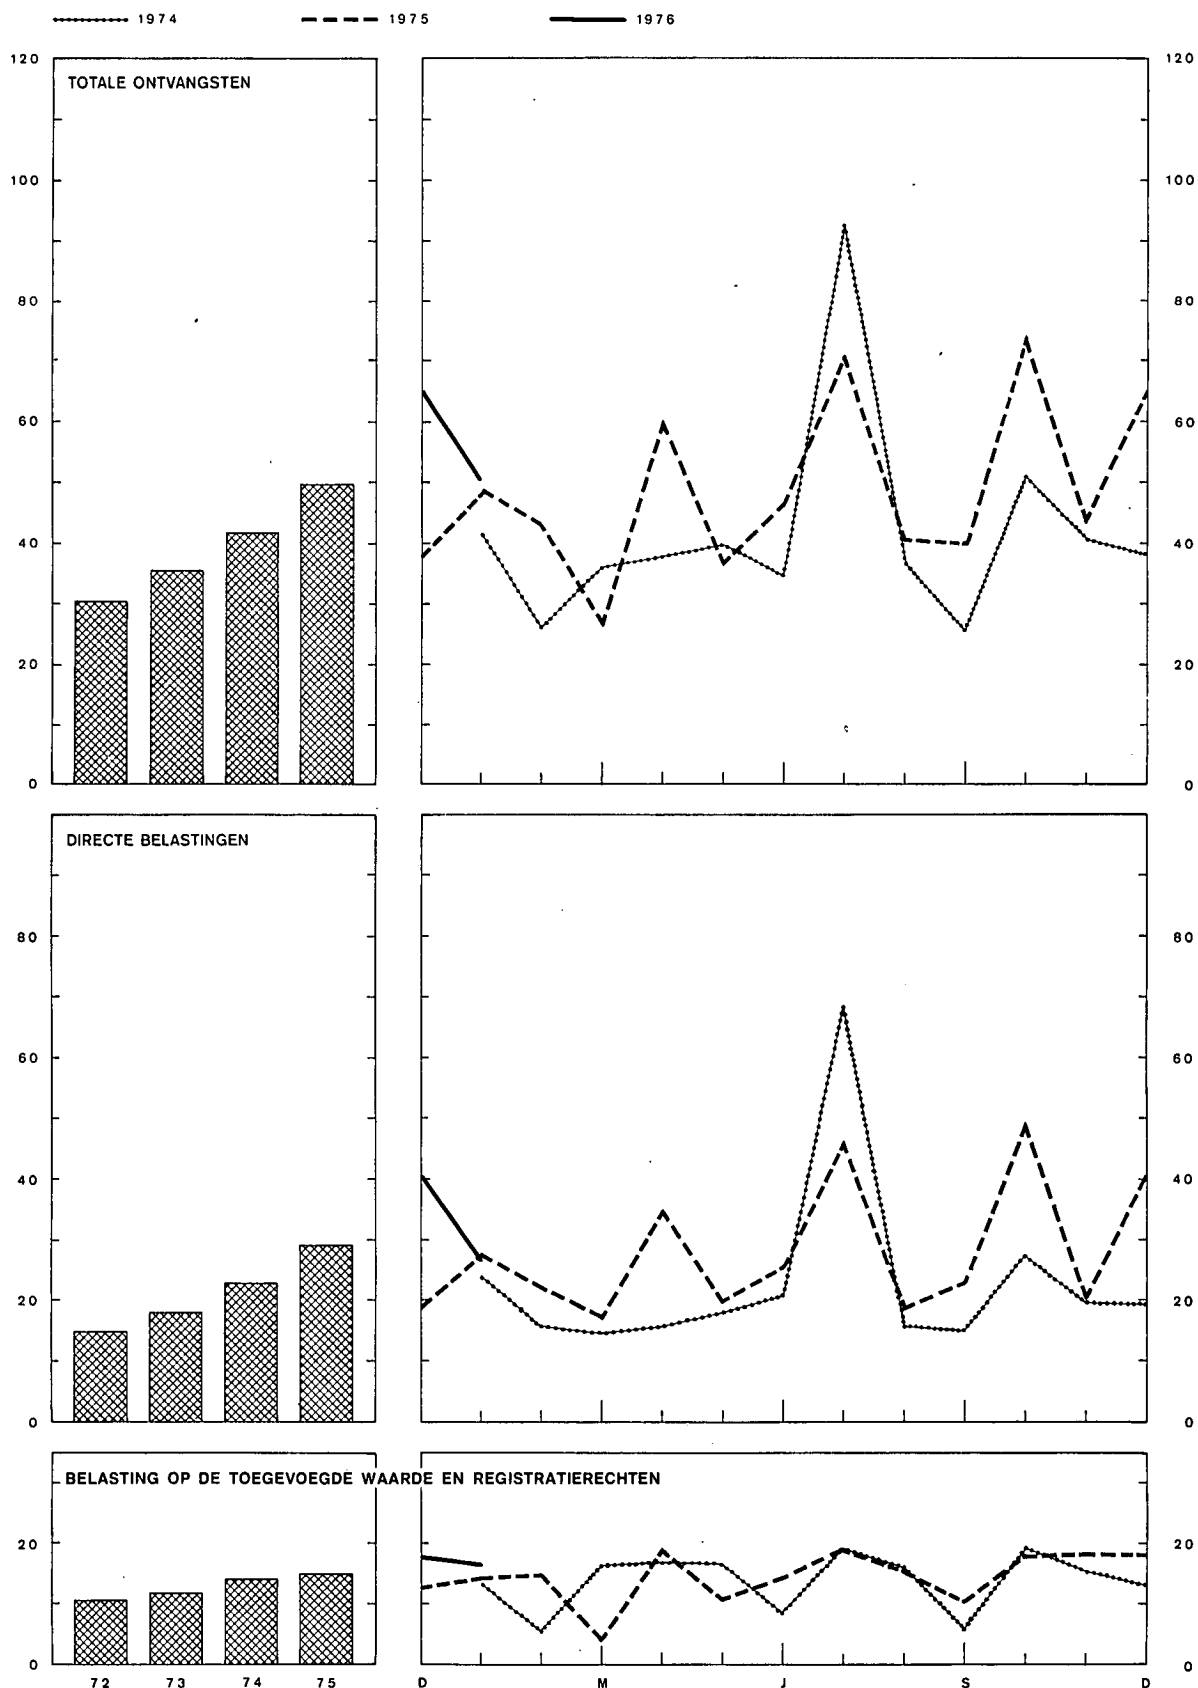 1974 1975 1976
120 120
TOTALE ONTVANGSTEN
100 100
80 80
60 60
40 40
20 20
0 0
DIRECTE BELASTINGEN
80 80
60 60
40 40
20 20
0 0
BELASTING OP DE TOEGEVOEGDE WAARDE EN REGISTRATIERECHTEN
20 20
0 0
72 73 74 75 D M J S D